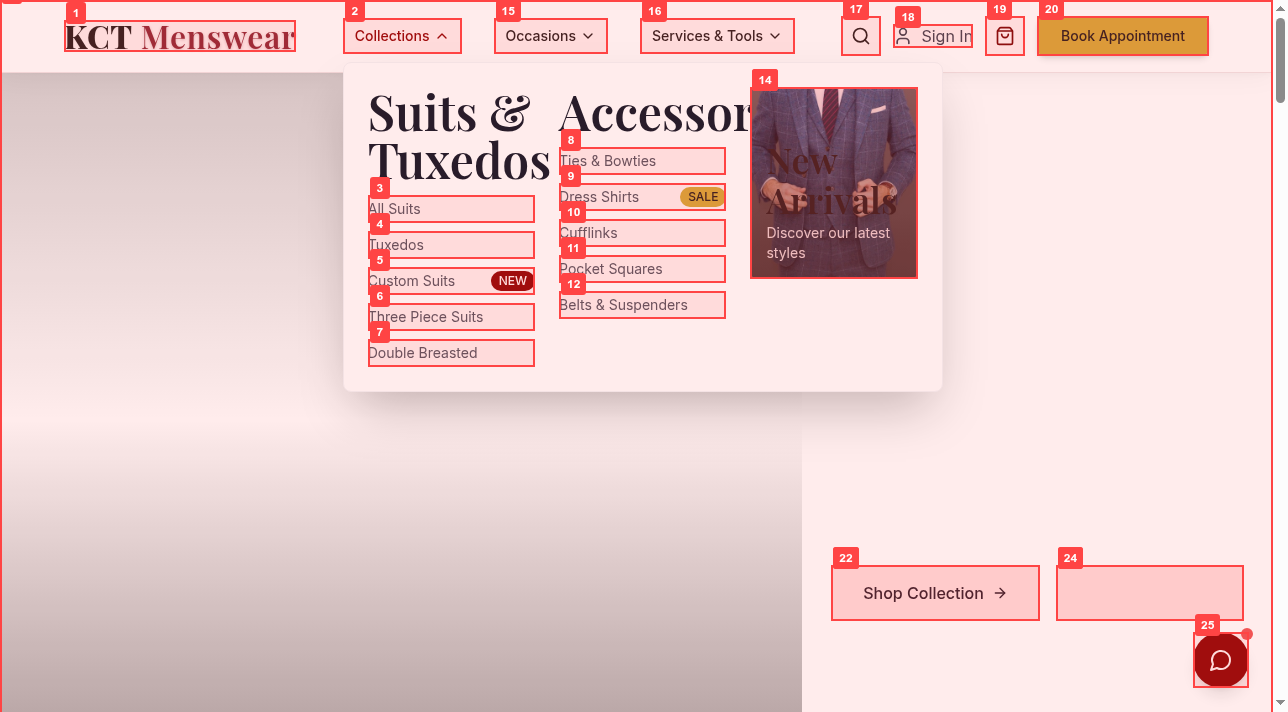 KCT Menswear
Collections
Occasions
Services & Tools
Sign In
Book Appointment
1
2
15
16
17
18
19
20
Suits &
Tuxedos
3
All Suits
4
Tuxedos
5
Custom Suits NEW
6
Three Piece Suits
7
Double Breasted
Accessor
8
Ties & Bowties
9
Dress Shirts SALE
10
Cufflinks
11
Pocket Squares
12
Belts & Suspenders
14
New
Arrivals
Discover our latest
styles
22
Shop Collection
24
25